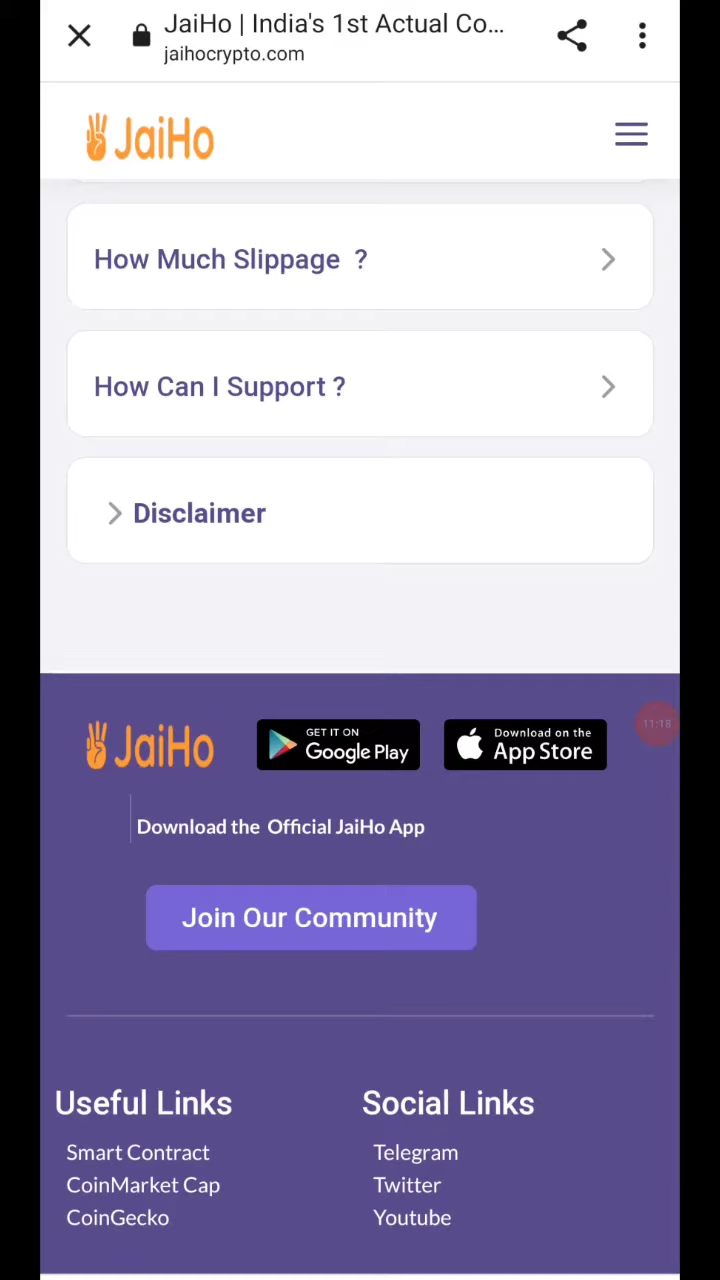 JaiHo | India's 1st Actual Co...
jaihocrypto.com
JaiHo
How Much Slippage ?
How Can I Support ?
Disclaimer
JaiHo
GET IT ON
Google Play
Download on the
App Store
11:18
Download the Official JaiHo App
Join Our Community
Useful Links
Social Links
Smart Contract
Telegram
CoinMarket Cap
Twitter
CoinGecko
Youtube